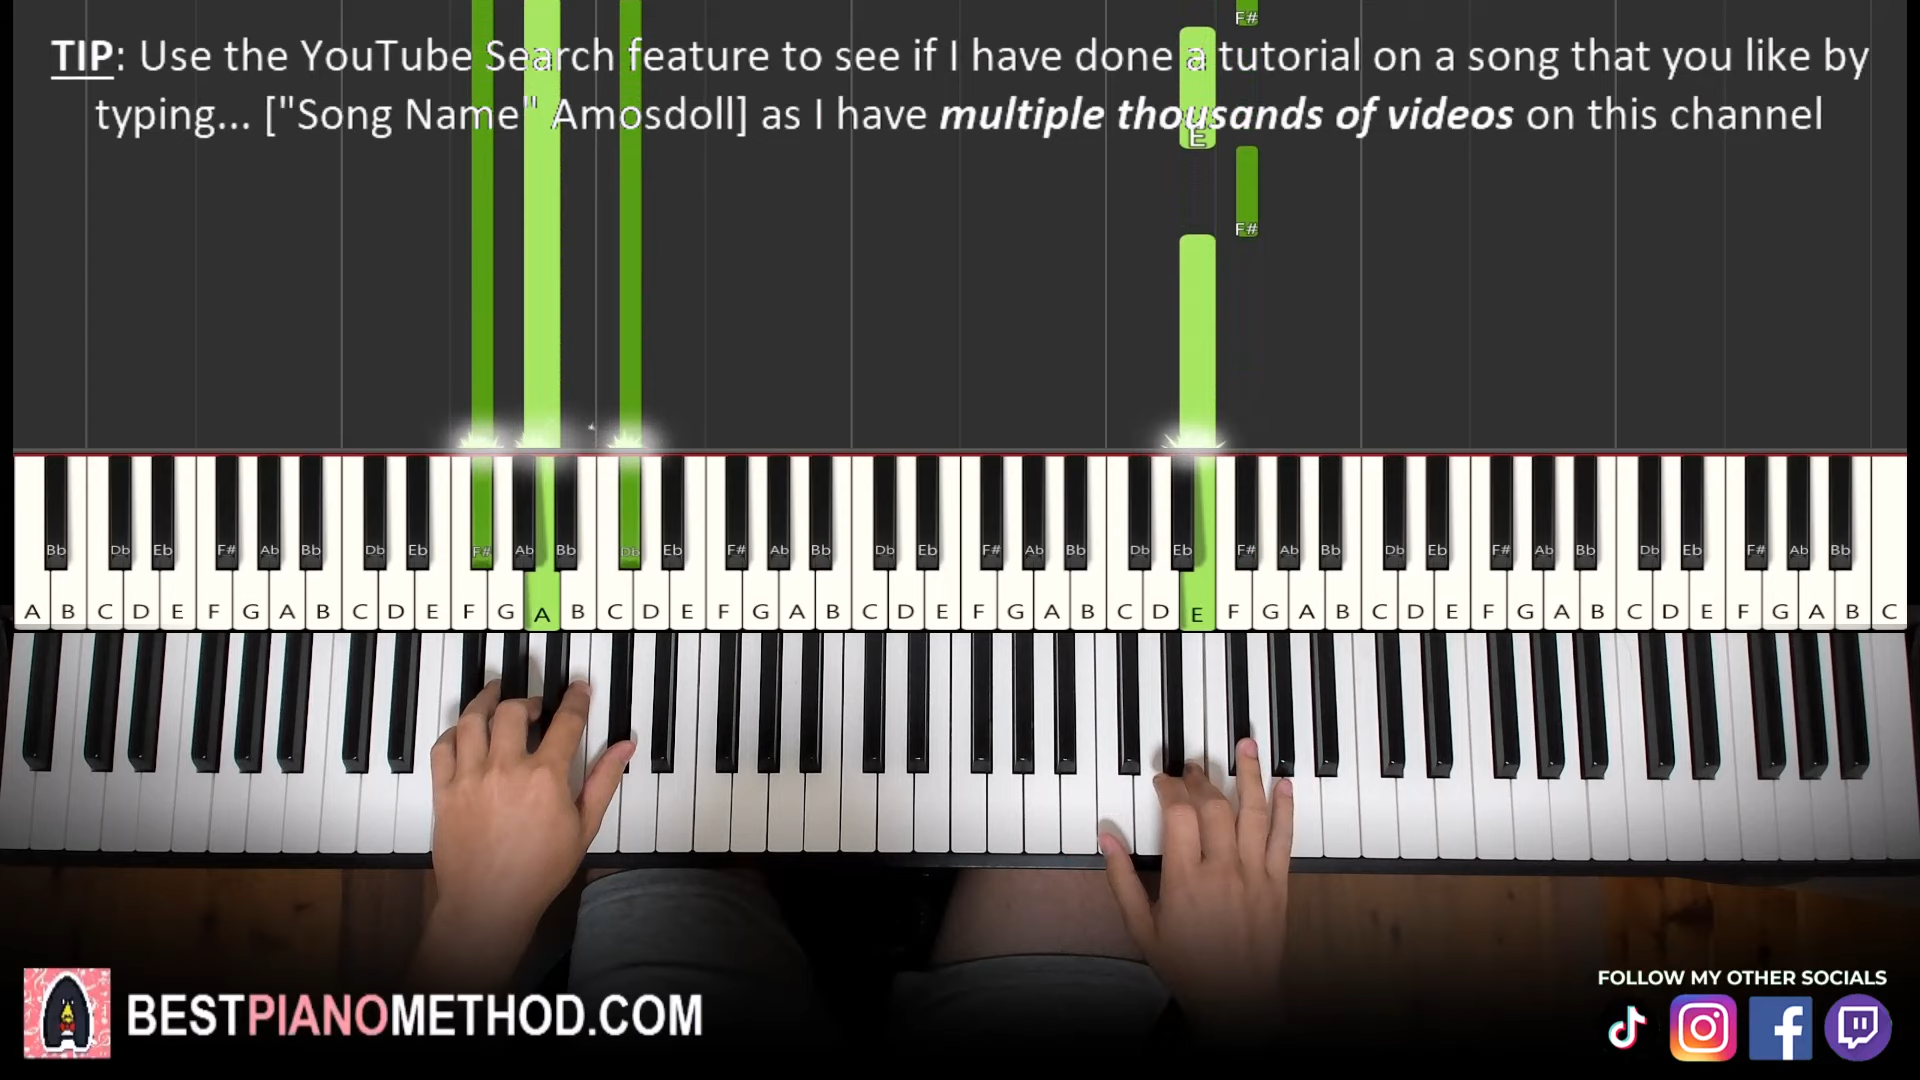 F#
TIP: Use the YouTube Search feature to see if I have done a tutorial on a song that you like by
typing... ["Song Name" Amosdoll] as I have multiple thousands of videos on this channel
E
F#
Bb Db Eb F# Ab Bb Db Eb F# Ab Bb Db Eb F# Ab Bb Db Eb F# Ab Bb Db Eb F# Ab Bb Db Eb F# Ab Bb Db Eb F# Ab Bb
A B C D E F G A B C D E F G A B C D E F G A B C D E F G A B C D E F G A B C D E F G A B C D E F G A B C
FOLLOW MY OTHER SOCIALS
BESTPIANOMETHOD.COM